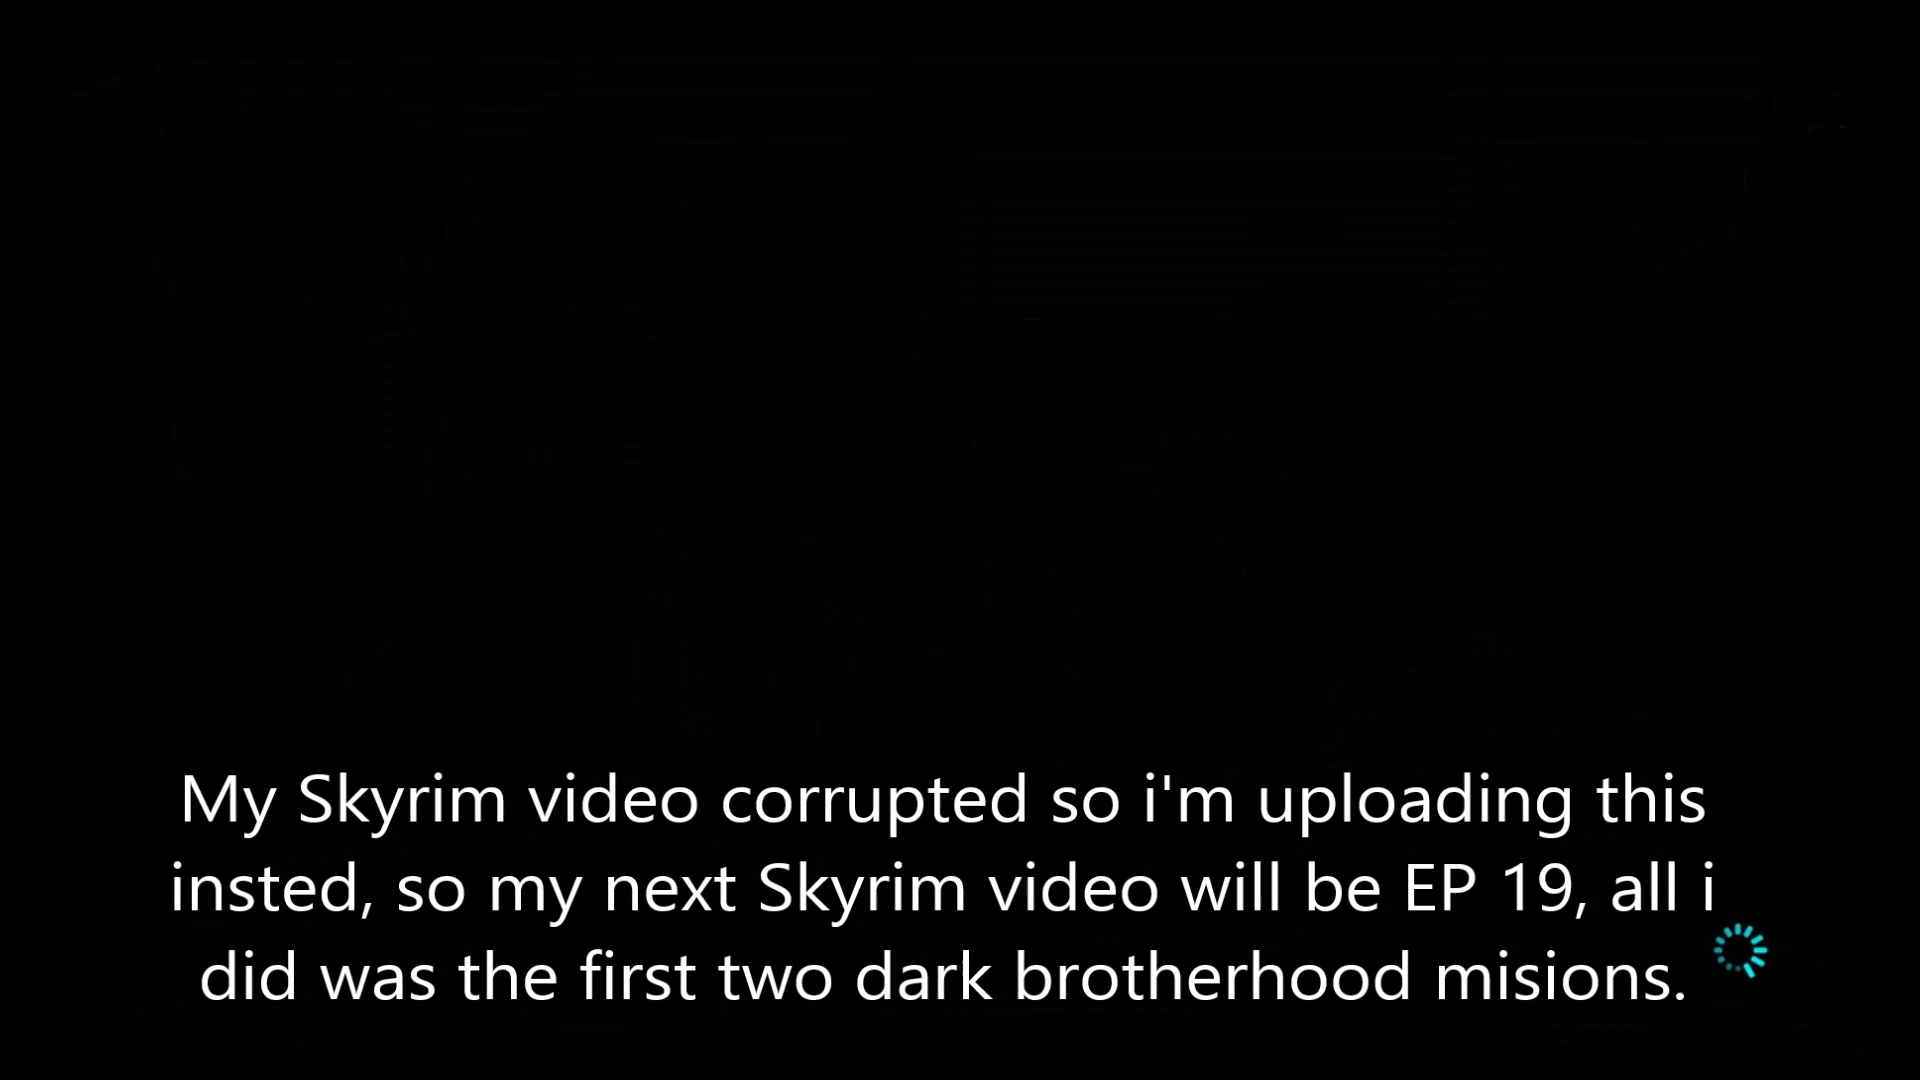 My Skyrim video corrupted so i'm uploading this
insted, so my next Skyrim video will be EP 19, all i
did was the first two dark brotherhood misions.